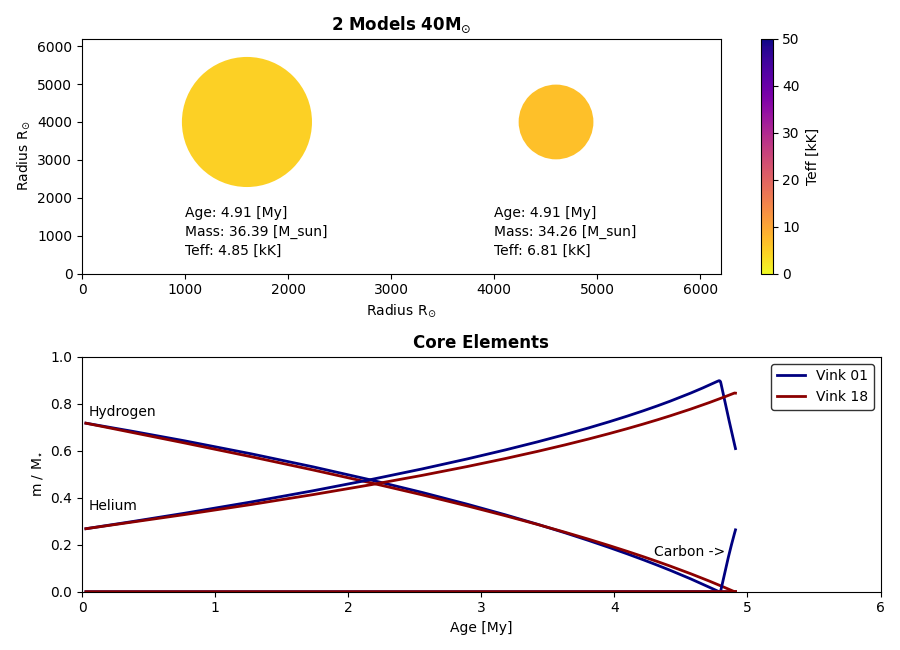 2 Models 40M☉
6000
5000
4000
3000
2000
1000
0
Radius R☉
Age: 4.91 [My]
Mass: 36.39 [M_sun]
Teff: 4.85 [kK]
Age: 4.91 [My]
Mass: 34.26 [M_sun]
Teff: 6.81 [kK]
0 1000 2000 3000 4000 5000 6000
Radius R☉
50
40
30
20
10
0
Teff [kK]
Core Elements
1.0
0.8
0.6
0.4
0.2
0.0
m / M⋆
Hydrogen
Helium
Carbon ->
Vink 01
Vink 18
0 1 2 3 4 5 6
Age [My]